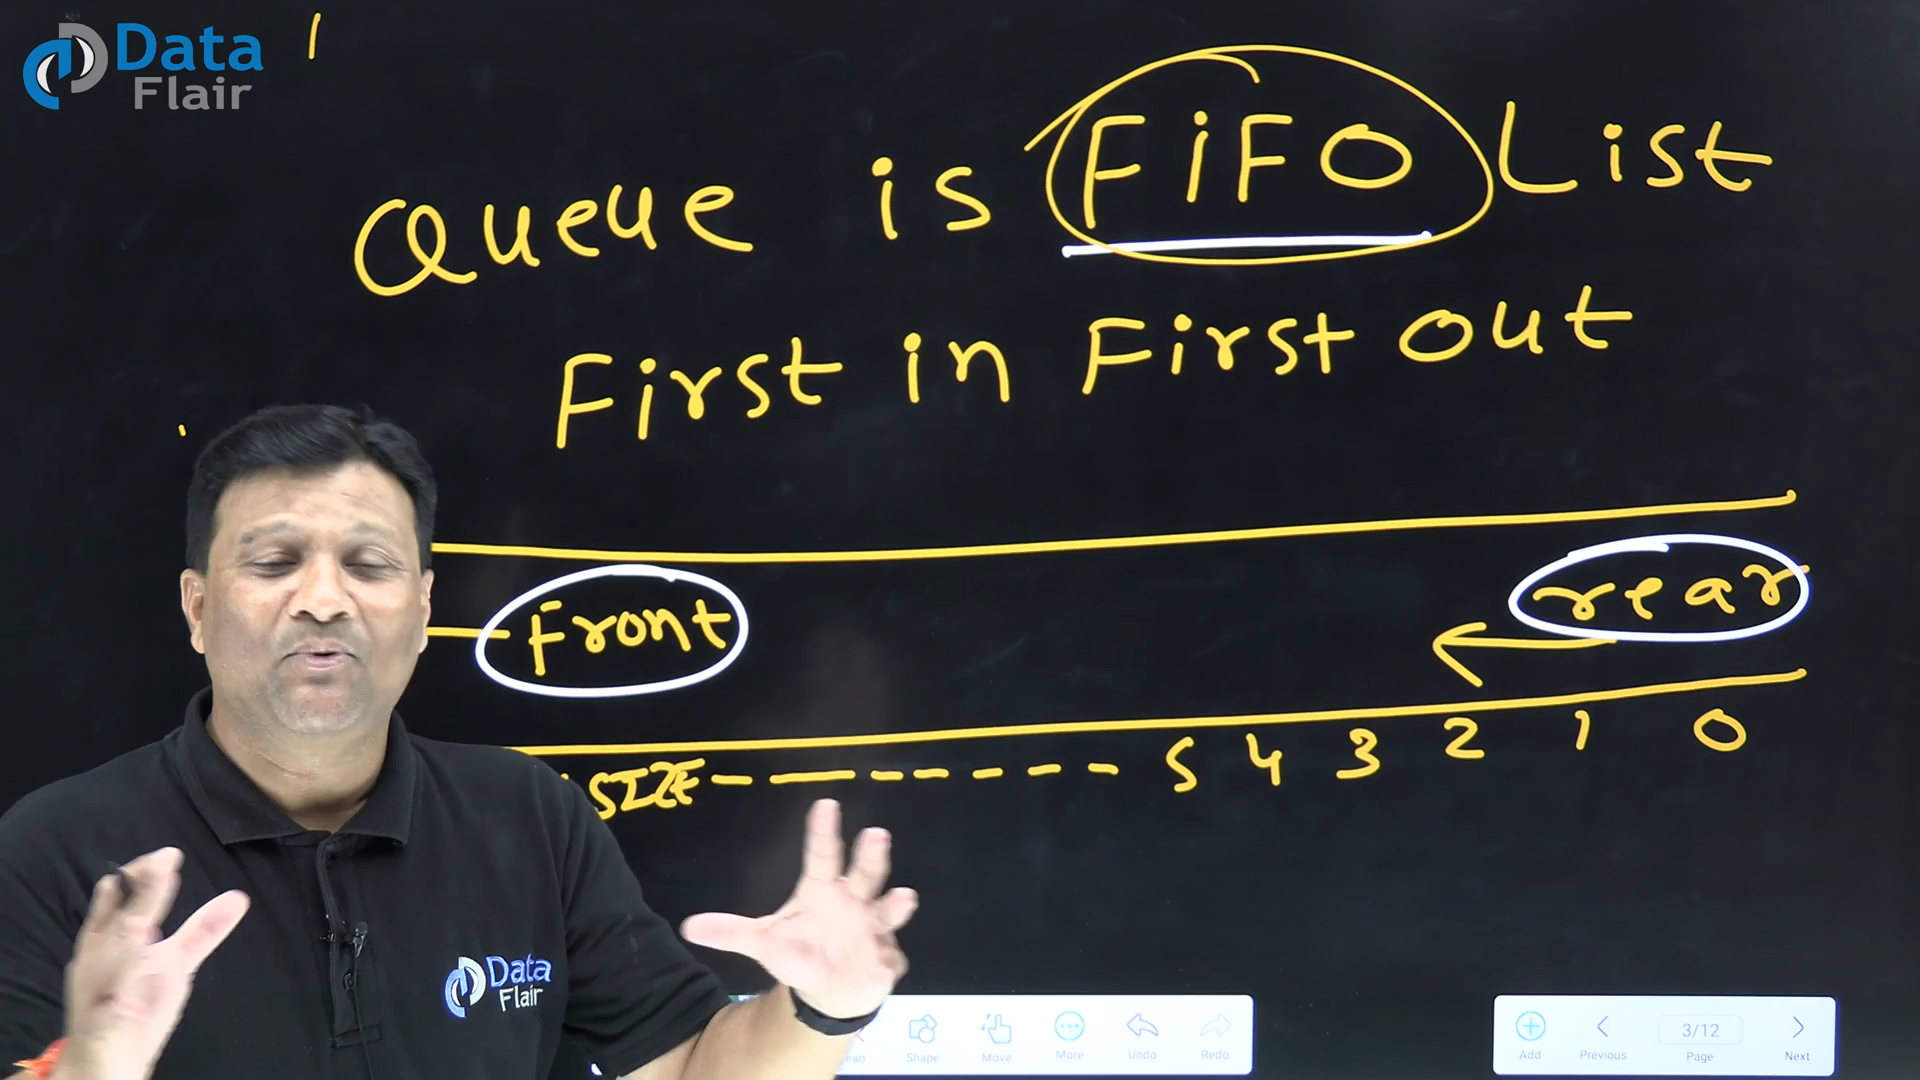 Data
Flair
Queue is FiFO List
First in First out
Front
rear
SIZE - - - - - - - 5 4 3 2 1 0
Data
Flair
Shape
Move
More
Undo
Redo
Add
Previous
3/12
Page
Next